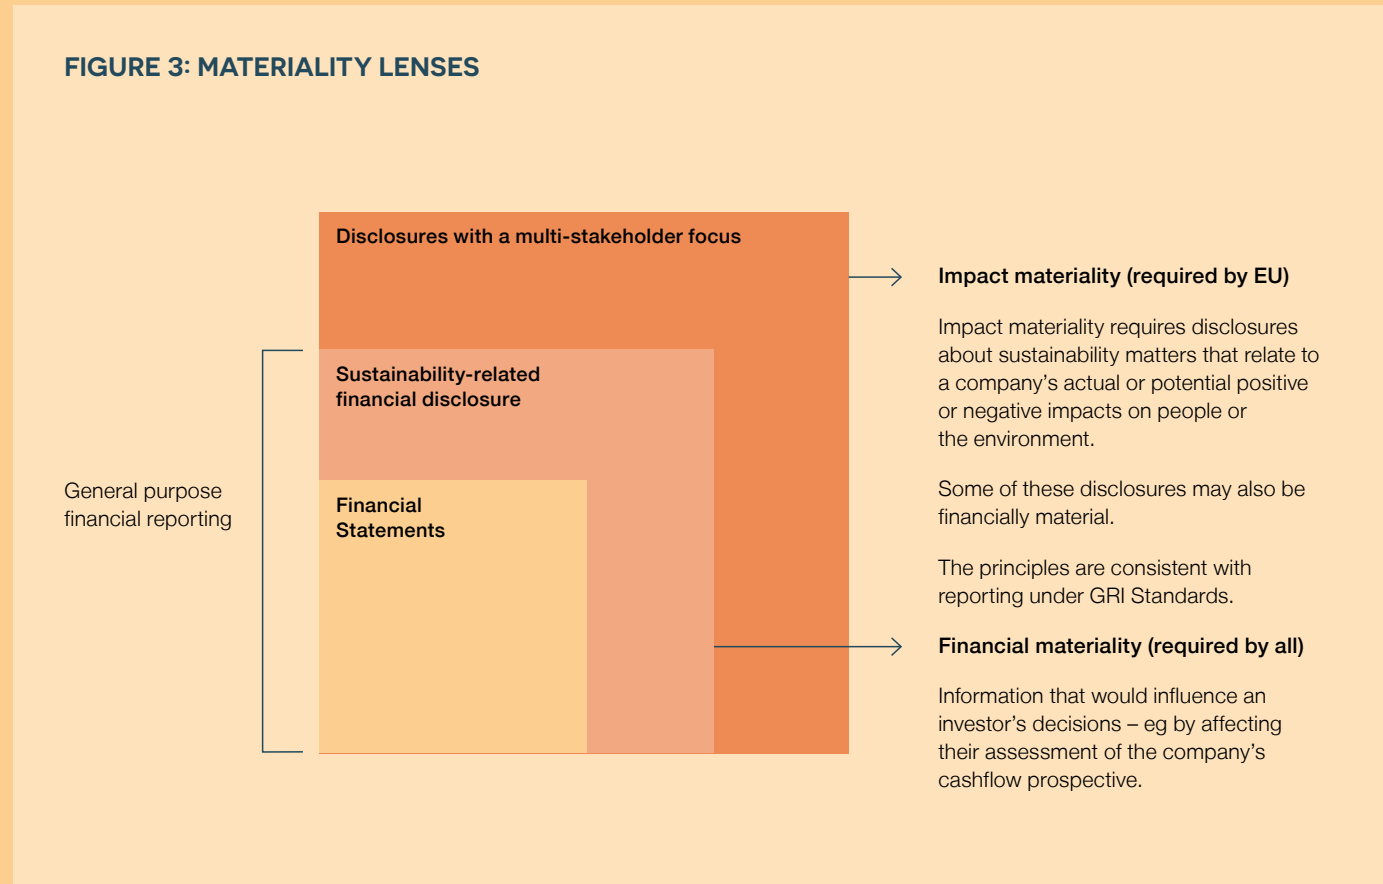 FIGURE 3: MATERIALITY LENSES
Disclosures with a multi-stakeholder focus
Sustainability-related
financial disclosure
Financial
Statements
General purpose
financial reporting
Impact materiality (required by EU)
Impact materiality requires disclosures
about sustainability matters that relate to
a company's actual or potential positive
or negative impacts on people or
the environment.
Some of these disclosures may also be
financially material.
The principles are consistent with
reporting under GRI Standards.
Financial materiality (required by all)
Information that would influence an
investor's decisions – eg by affecting
their assessment of the company's
cashflow prospective.